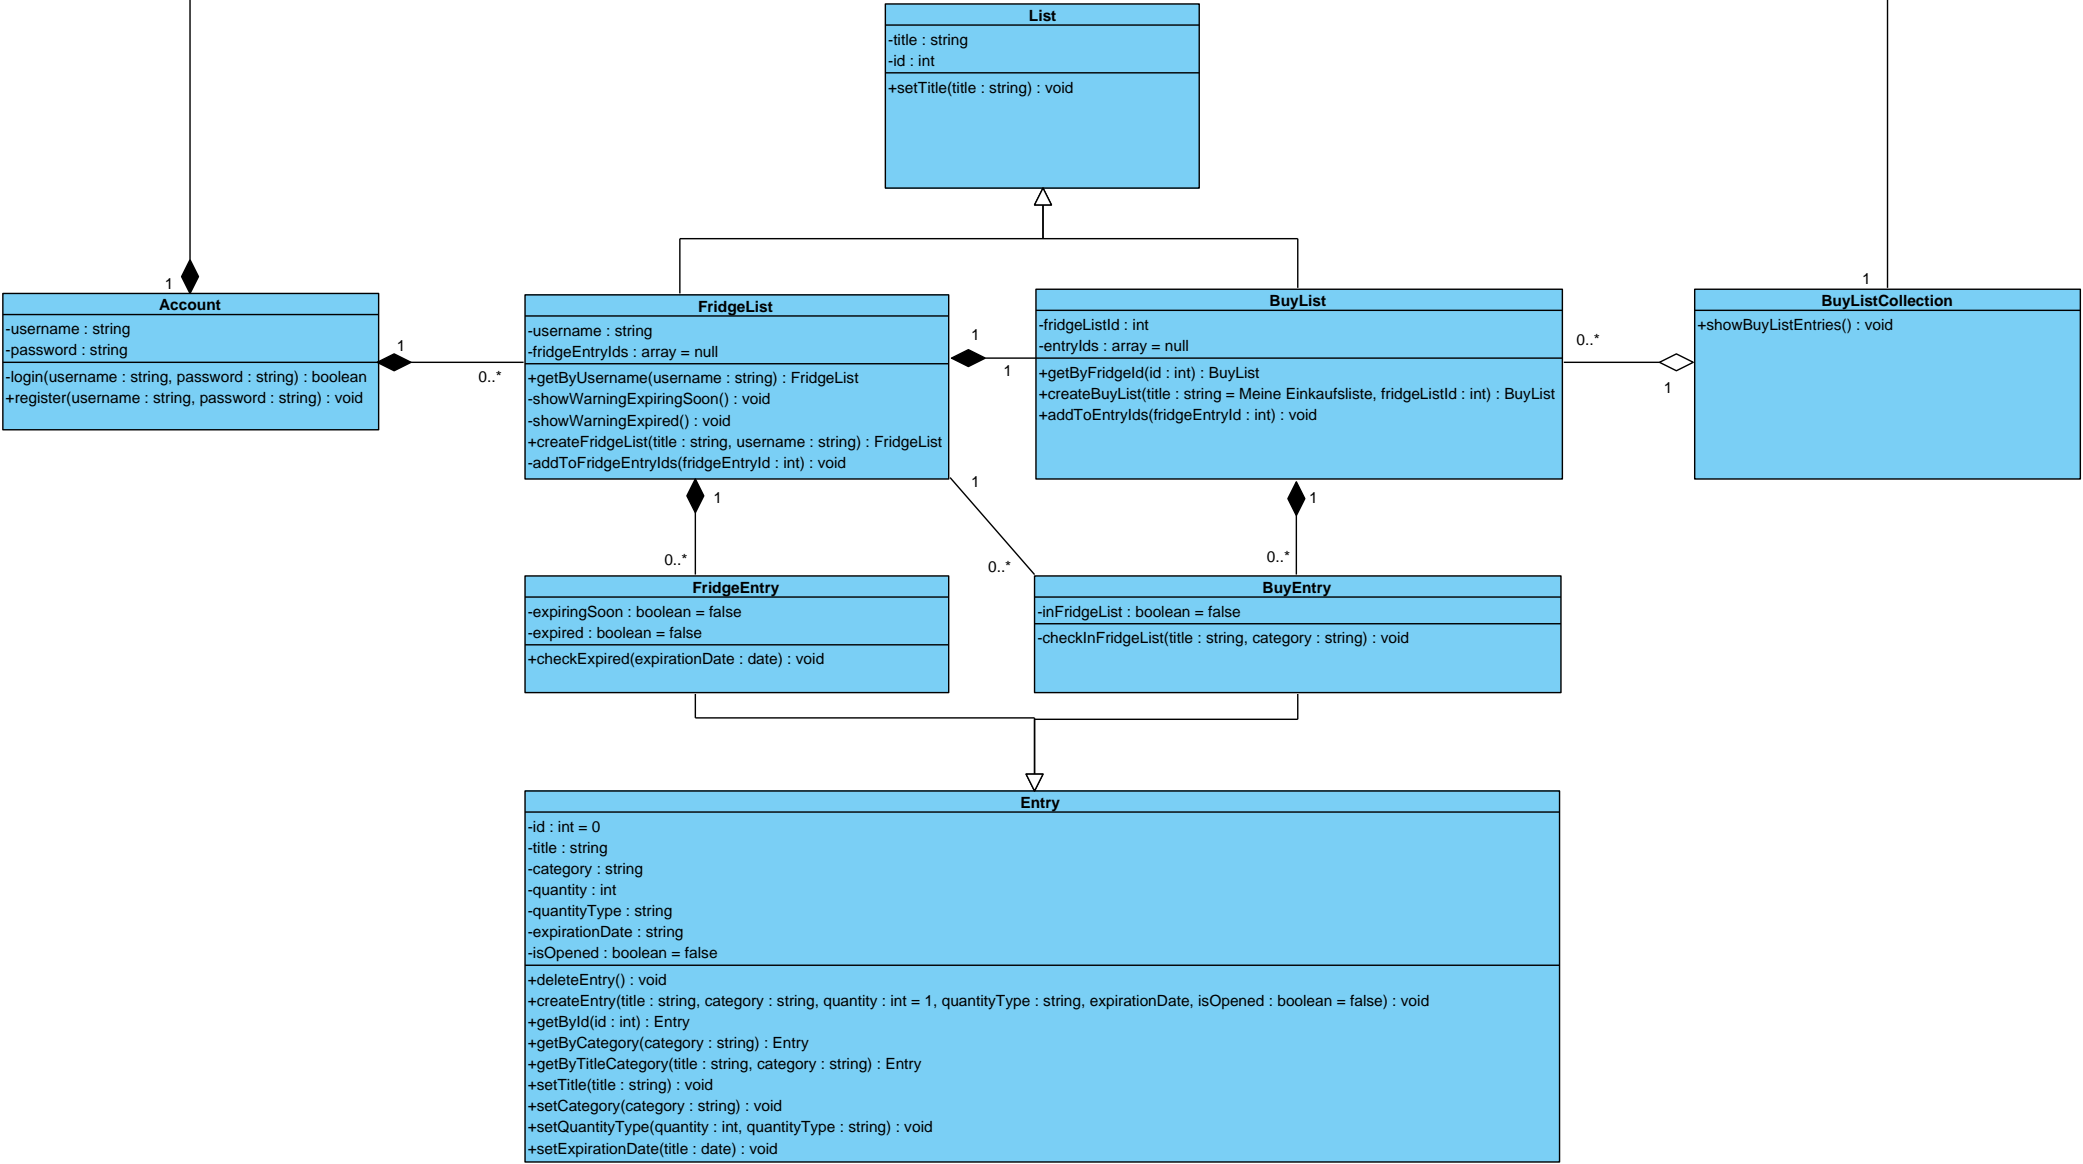 List
-title : string
-id : int
+setTitle(title : string) : void
1
Account
-username : string
-password : string
-login(username : string, password : string) : boolean
+register(username : string, password : string) : void
1
0..*
FridgeList
-username : string
-fridgeEntryIds : array = null
+getByUsername(username : string) : FridgeList
-showWarningExpiringSoon() : void
-showWarningExpired() : void
+createFridgeList(title : string, username : string) : FridgeList
-addToFridgeEntryIds(fridgeEntryId : int) : void
1
1
BuyList
-fridgeListId : int
-entryIds : array = null
+getByFridgeId(id : int) : BuyList
+createBuyList(title : string = Meine Einkaufsliste, fridgeListId : int) : BuyList
+addToEntryIds(fridgeEntryId : int) : void
0..*
1
1
BuyListCollection
+showBuyListEntries() : void
1
0..*
1
0..*
1
0..*
FridgeEntry
-expiringSoon : boolean = false
-expired : boolean = false
+checkExpired(expirationDate : date) : void
BuyEntry
-inFridgeList : boolean = false
-checkInFridgeList(title : string, category : string) : void
Entry
-id : int = 0
-title : string
-category : string
-quantity : int
-quantityType : string
-expirationDate : string
-isOpened : boolean = false
+deleteEntry() : void
+createEntry(title : string, category : string, quantity : int = 1, quantityType : string, expirationDate, isOpened : boolean = false) : void
+getById(id : int) : Entry
+getByCategory(category : string) : Entry
+getByTitleCategory(title : string, category : string) : Entry
+setTitle(title : string) : void
+setCategory(category : string) : void
+setQuantityType(quantity : int, quantityType : string) : void
+setExpirationDate(title : date) : void